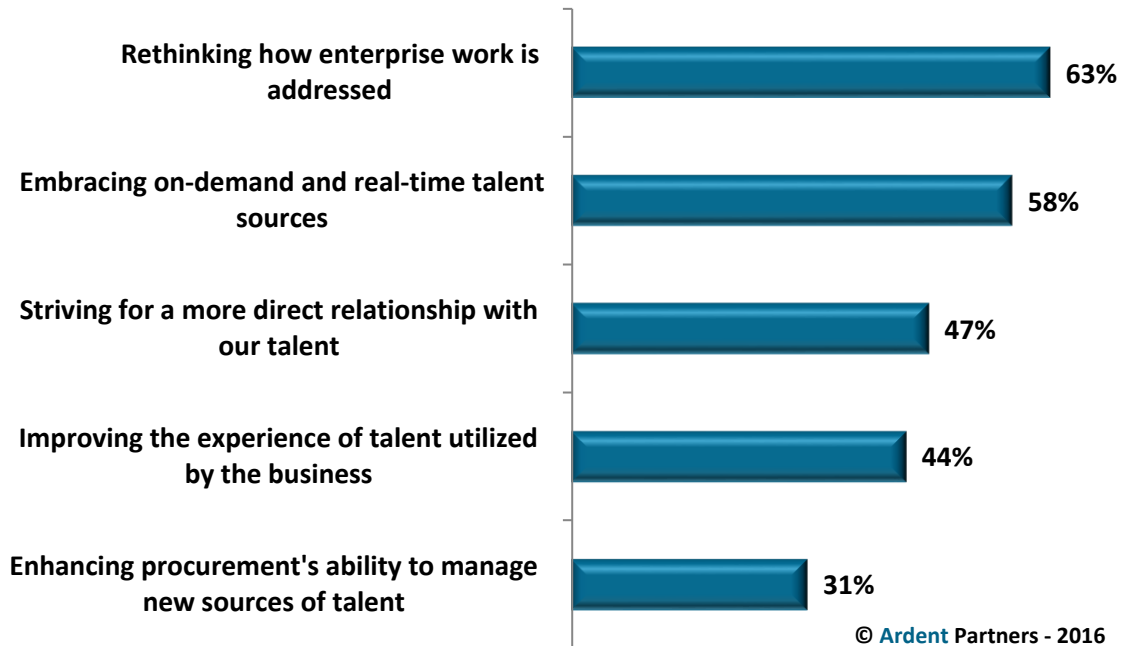 Rethinking how enterprise work is
addressed
63%
Embracing on-demand and real-time talent
sources
58%
Striving for a more direct relationship with
our talent
47%
Improving the experience of talent utilized
by the business
44%
Enhancing procurement's ability to manage
new sources of talent
31%
© Ardent Partners - 2016